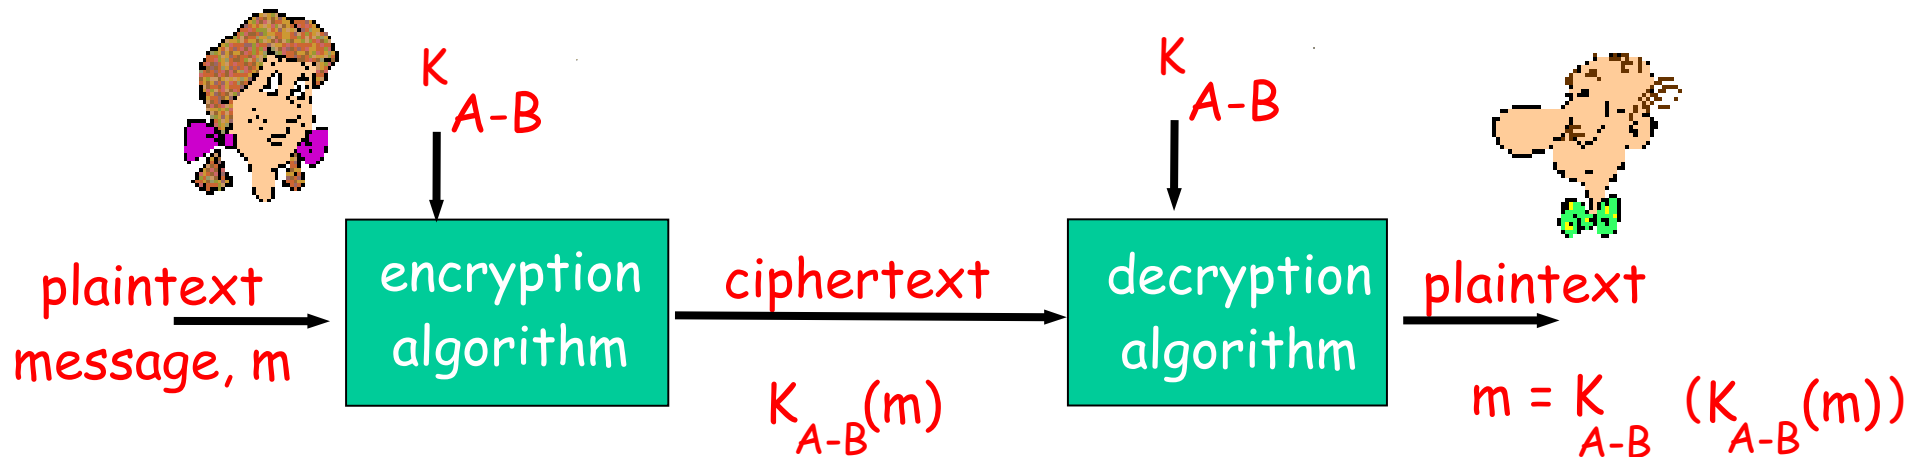 K A-B
K A-B
plaintext
message, m
encryption
algorithm
ciphertext
K A-B (m)
decryption
algorithm
plaintext
m = K A-B (K A-B (m))